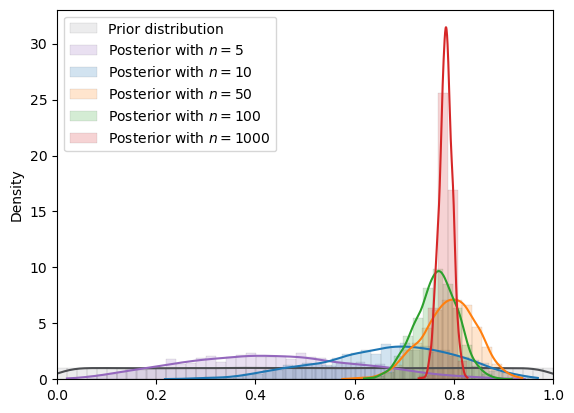 30
25
20
15
10
5
0
Density
Prior distribution
Posterior with n = 5
Posterior with n = 10
Posterior with n = 50
Posterior with n = 100
Posterior with n = 1000
0.0 0.2 0.4 0.6 0.8 1.0